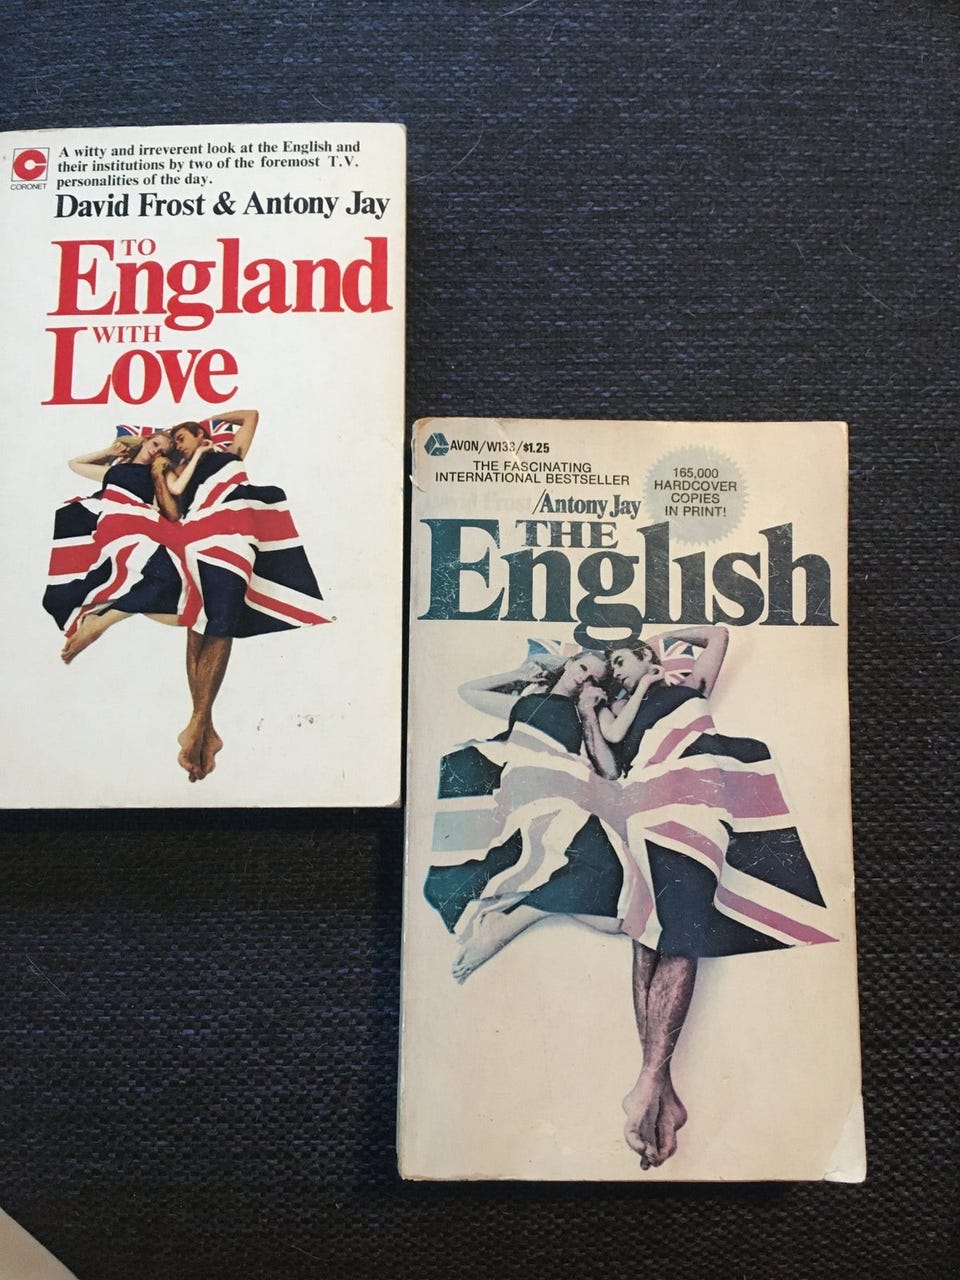 A witty and irreverent look at the English and
their institutions by two of the foremost T.V.
personalities of the day.
CORONET
David Frost & Antony Jay
TO
England
WITH
Love
AVON/W133/$1.25
THE FASCINATING
INTERNATIONAL BESTSELLER
165,000
HARDCOVER
COPIES
IN PRINT!
David Frost/Antony Jay
THE
English